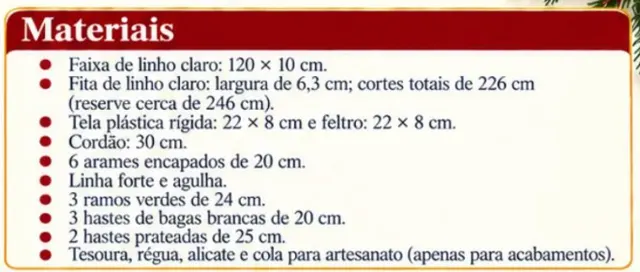 Materiais
● Faixa de linho claro: 120 × 10 cm.
● Fita de linho claro: largura de 6,3 cm; cortes totais de 226 cm
(reserve cerca de 246 cm).
● Tela plástica rígida: 22 × 8 cm e feltro: 22 × 8 cm.
● Cordão: 30 cm.
● 6 arames encapados de 20 cm.
● Linha forte e agulha.
● 3 ramos verdes de 24 cm.
● 3 hastes de bagas brancas de 20 cm.
● 2 hastes prateadas de 25 cm.
● Tesoura, régua, alicate e cola para artesanato (apenas para acabamentos).